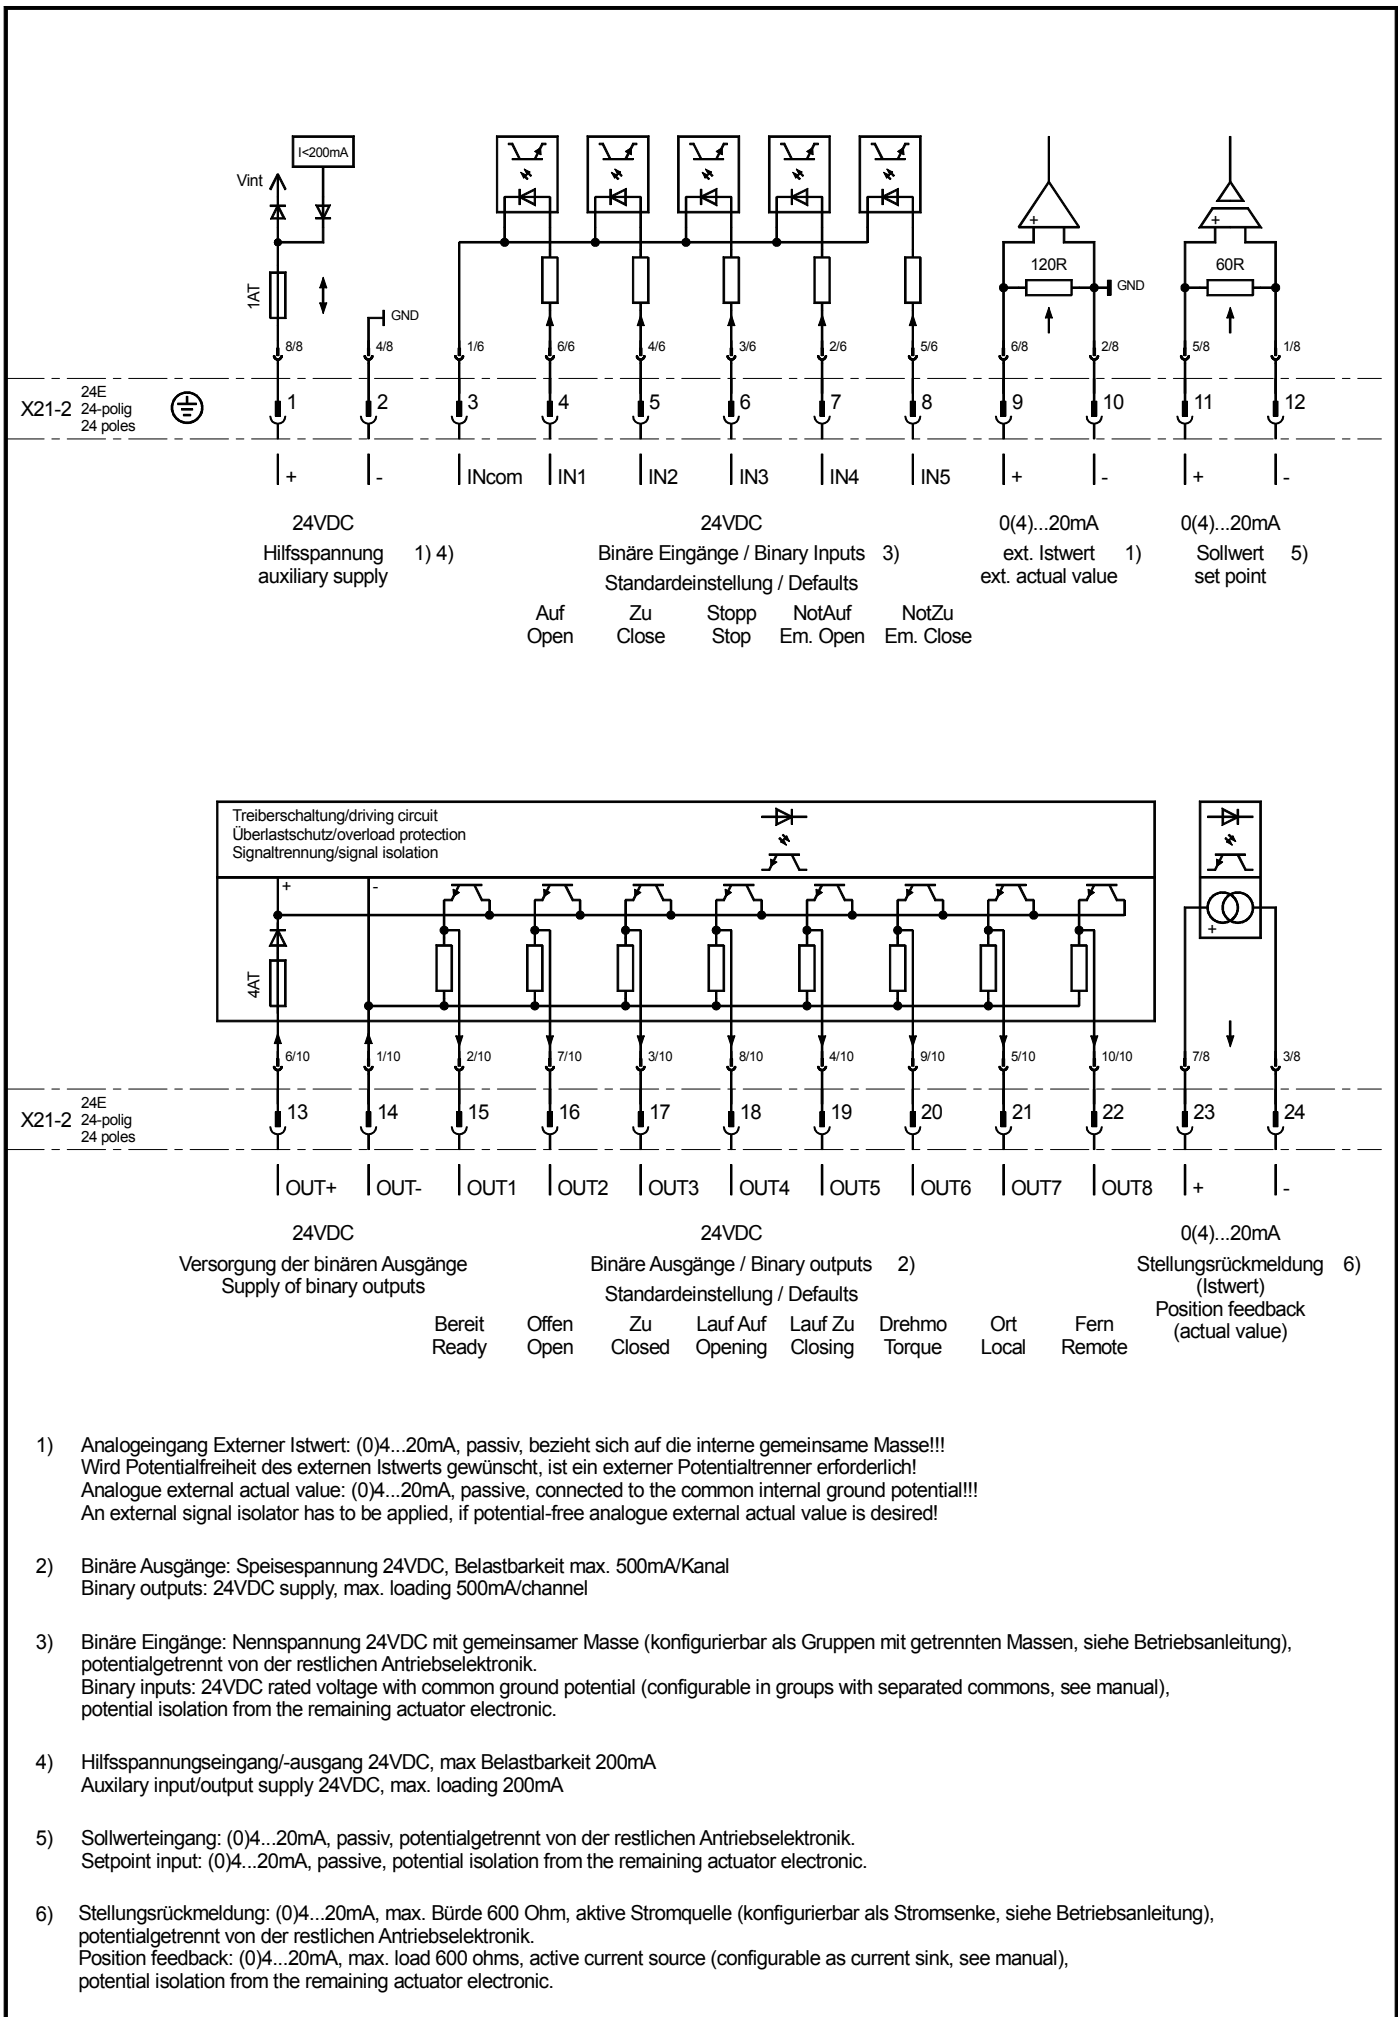 I<200mA
Vint
1AT
GND
120R
GND
60R
8/8 4/8 1/6 6/6 4/6 3/6 2/6 5/6 6/8 2/8 5/8 1/8
+ +
X21-2 24E
24-polig
24 poles
1 2 3 4 5 6 7 8 9 10 11 12
+ - INcom IN1 IN2 IN3 IN4 IN5 + - + -
24VDC 24VDC 0(4)...20mA 0(4)...20mA
Hilfsspannung 1) 4) Binäre Eingänge / Binary Inputs 3) ext. Istwert 1) Sollwert 5)
auxiliary supply Standardeinstellung / Defaults ext. actual value set point
Auf Zu Stopp NotAuf NotZu
Open Close Stop Em. Open Em. Close
Treiberschaltung/driving circuit
Überlastschutz/overload protection
Signaltrennung/signal isolation
+ -
+
4AT
6/10 1/10 2/10 7/10 3/10 8/10 4/10 9/10 5/10 10/10 7/8 3/8
X21-2 24E
24-polig
24 poles
13 14 15 16 17 18 19 20 21 22 23 24
OUT+ OUT- OUT1 OUT2 OUT3 OUT4 OUT5 OUT6 OUT7 OUT8 + -
24VDC 24VDC 0(4)...20mA
Versorgung der binären Ausgänge Binäre Ausgänge / Binary outputs 2) Stellungsrückmeldung 6)
Supply of binary outputs Standardeinstellung / Defaults (Istwert)
Position feedback
(actual value)
Bereit Offen Zu Lauf Auf Lauf Zu Drehmo Ort Fern
Ready Open Closed Opening Closing Torque Local Remote
1) Analogeingang Externer Istwert: (0)4...20mA, passiv, bezieht sich auf die interne gemeinsame Masse!!!
Wird Potentialfreiheit des externen Istwerts gewünscht, ist ein externer Potentialtrenner erforderlich!
Analogue external actual value: (0)4...20mA, passive, connected to the common internal ground potential!!!
An external signal isolator has to be applied, if potential-free analogue external actual value is desired!
2) Binäre Ausgänge: Speisespannung 24VDC, Belastbarkeit max. 500mA/Kanal
Binary outputs: 24VDC supply, max. loading 500mA/channel
3) Binäre Eingänge: Nennspannung 24VDC mit gemeinsamer Masse (konfigurierbar als Gruppen mit getrennten Massen, siehe Betriebsanleitung),
potentialgetrennt von der restlichen Antriebselektronik.
Binary inputs: 24VDC rated voltage with common ground potential (configurable in groups with separated commons, see manual),
potential isolation from the remaining actuator electronic.
4) Hilfsspannungseingang/-ausgang 24VDC, max Belastbarkeit 200mA
Auxilary input/output supply 24VDC, max. loading 200mA
5) Sollwerteingang: (0)4...20mA, passiv, potentialgetrennt von der restlichen Antriebselektronik.
Setpoint input: (0)4...20mA, passive, potential isolation from the remaining actuator electronic.
6) Stellungsrückmeldung: (0)4...20mA, max. Bürde 600 Ohm, aktive Stromquelle (konfigurierbar als Stromsenke, siehe Betriebsanleitung),
potentialgetrennt von der restlichen Antriebselektronik.
Position feedback: (0)4...20mA, max. load 600 ohms, active current source (configurable as current sink, see manual),
potential isolation from the remaining actuator electronic.